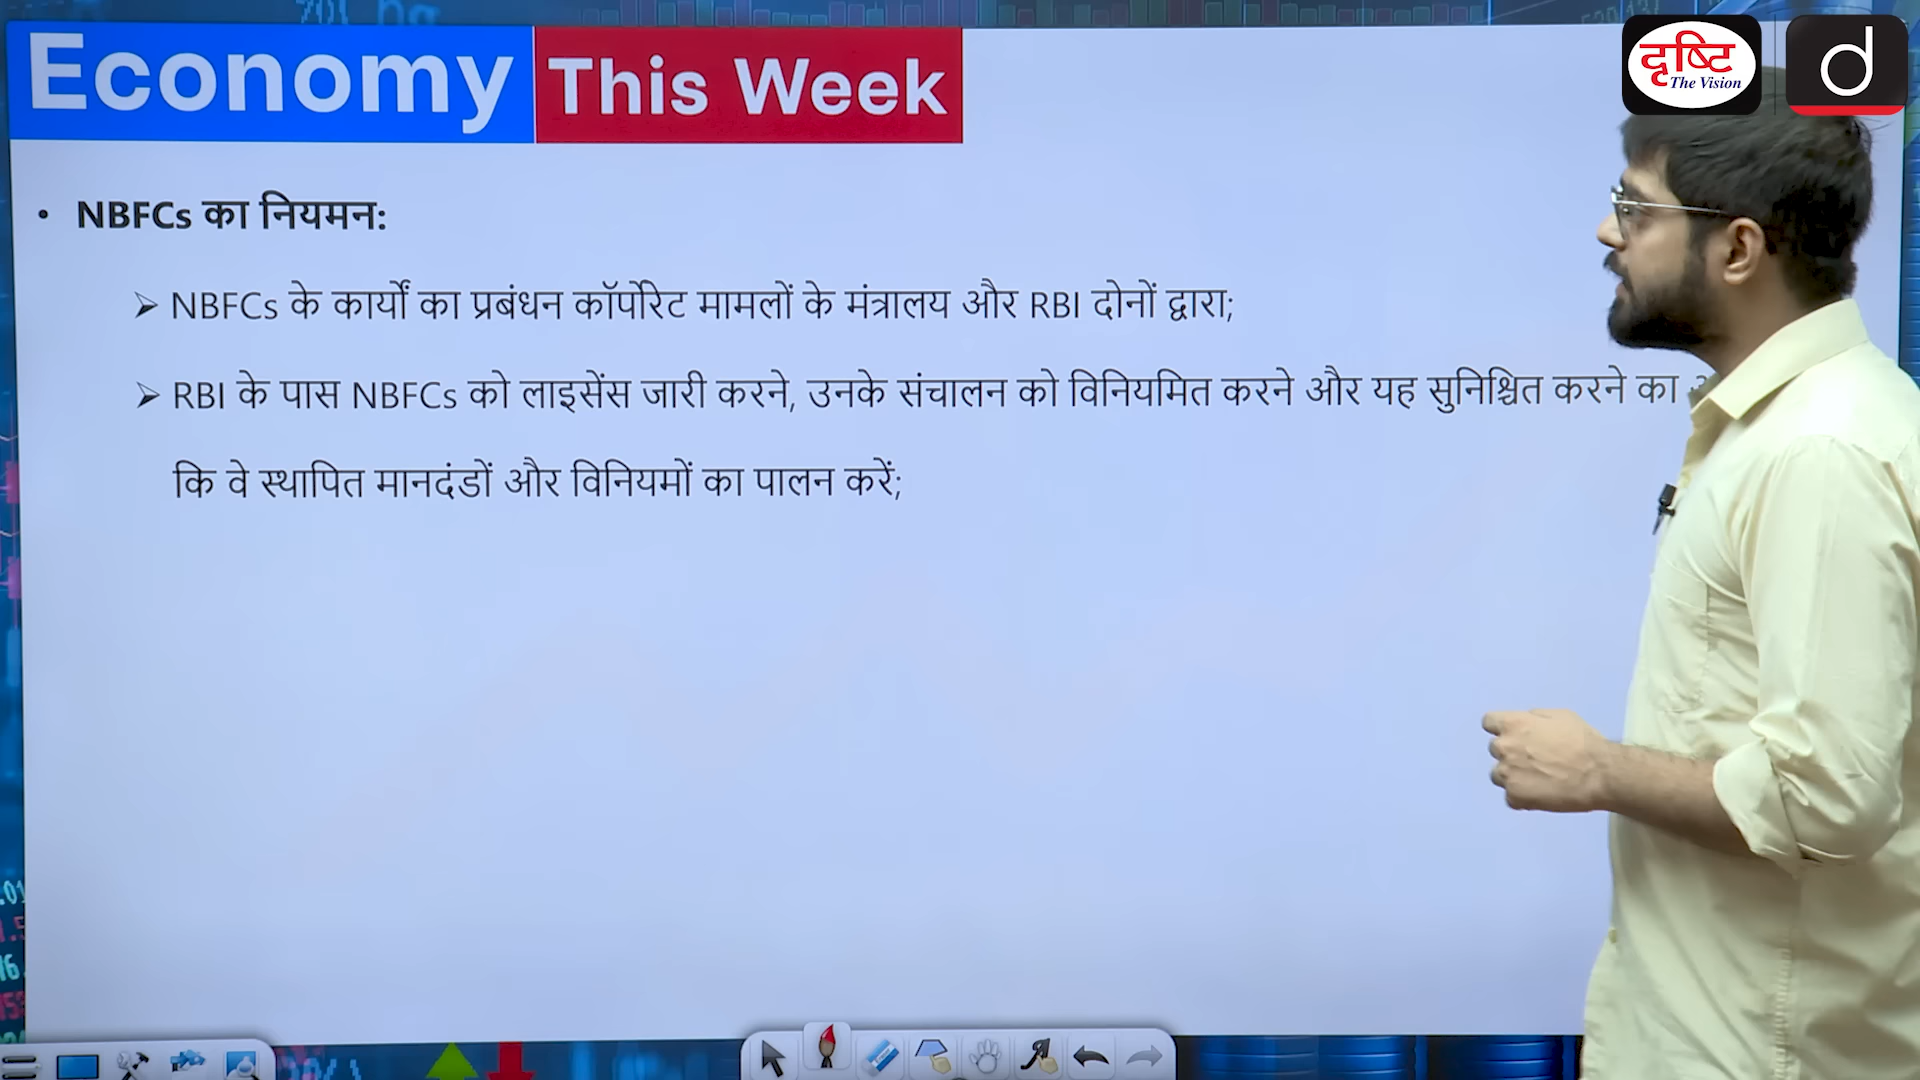 Economy This Week
दृष्टि
The Vision
d
• NBFCs का नियमन:
➢ NBFCs के कार्यों का प्रबंधन कॉर्पोरेट मामलों के मंत्रालय और RBI दोनों द्वारा;
➢ RBI के पास NBFCs को लाइसेंस जारी करने, उनके संचालन को विनियमित करने और यह सुनिश्चित करने का
कि वे स्थापित मानदंडों और विनियमों का पालन करें;